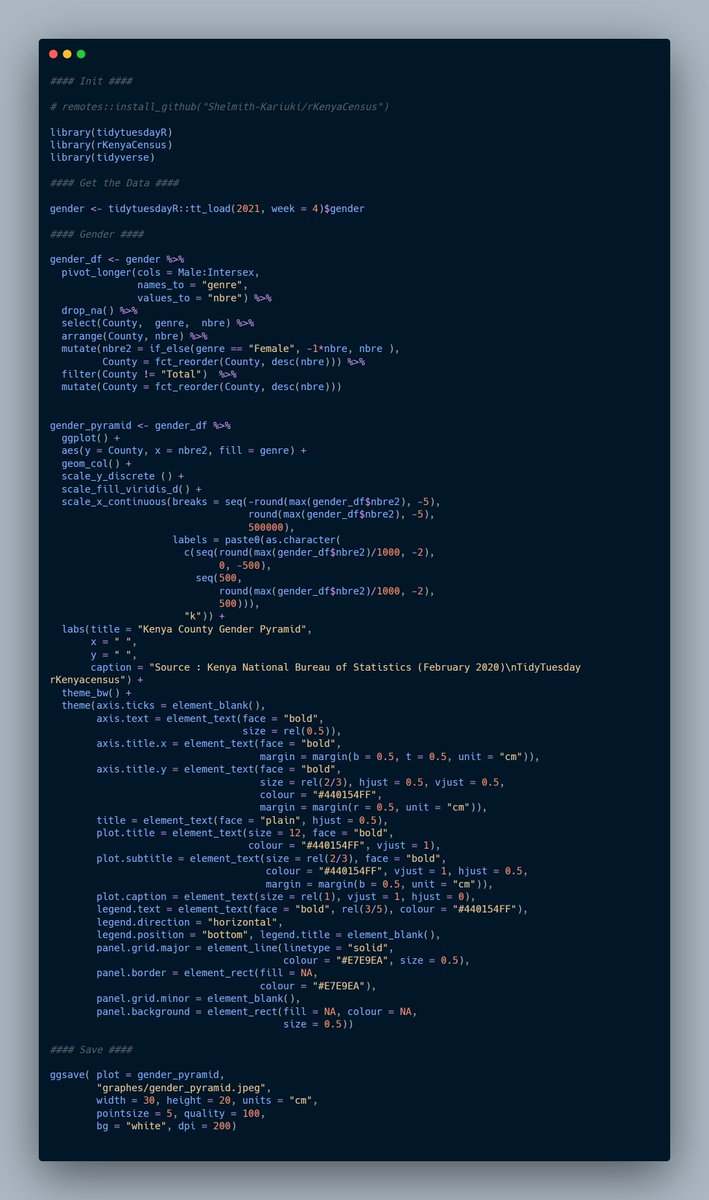 #### Init ####
# remotes::install_github("Shelmith-Kariuki/rKenyaCensus")
library(tidytuesdayR)
library(rKenyaCensus)
library(tidyverse)
#### Get the Data ####
gender <- tidytuesdayR::tt_load(2021, week = 4)$gender
#### Gender ####
gender_df <- gender %>%
  pivot_longer(cols = Male:Intersex,
               names_to = "genre",
               values_to = "nbre") %>%
  drop_na() %>%
  select(County,  genre,  nbre) %>%
  arrange(County, nbre) %>%
  mutate(nbre2 = if_else(genre == "Female", -1*nbre, nbre ),
         County = fct_reorder(County, desc(nbre))) %>%
  filter(County != "Total")  %>%
  mutate(County = fct_reorder(County, desc(nbre)))
gender_pyramid <- gender_df %>%
  ggplot() +
  aes(y = County, x = nbre2, fill = genre) +
  geom_col() +
  scale_y_discrete () +
  scale_fill_viridis_d() +
  scale_x_continuous(breaks = seq(-round(max(gender_df$nbre2), -5),
                                  round(max(gender_df$nbre2), -5),
                                  500000),
                     labels = paste0(as.character(
                       c(seq(round(max(gender_df$nbre2)/1000, -2),
                             0, -500),
                         seq(500,
                             round(max(gender_df$nbre2)/1000, -2),
                             500))),
                       "k")) +
  labs(title = "Kenya County Gender Pyramid",
       x = " ",
       y = " ",
       caption = "Source : Kenya National Bureau of Statistics (February 2020)\nTidyTuesday
rKenyacensus") +
  theme_bw() +
  theme(axis.ticks = element_blank(),
        axis.text = element_text(face = "bold",
                                 size = rel(0.5)),
        axis.title.x = element_text(face = "bold",
                                    margin = margin(b = 0.5, t = 0.5, unit = "cm")),
        axis.title.y = element_text(face = "bold",
                                    size = rel(2/3), hjust = 0.5, vjust = 0.5,
                                    colour = "#440154FF",
                                    margin = margin(r = 0.5, unit = "cm")),
        title = element_text(face = "plain", hjust = 0.5),
        plot.title = element_text(size = 12, face = "bold",
                                  colour = "#440154FF", vjust = 1),
        plot.subtitle = element_text(size = rel(2/3), face = "bold",
                                     colour = "#440154FF", vjust = 1, hjust = 0.5,
                                     margin = margin(b = 0.5, unit = "cm")),
        plot.caption = element_text(size = rel(1), vjust = 1, hjust = 0),
        legend.text = element_text(face = "bold", rel(3/5), colour = "#440154FF"),
        legend.direction = "horizontal",
        legend.position = "bottom", legend.title = element_blank(),
        panel.grid.major = element_line(linetype = "solid",
                                        colour = "#E7E9EA", size = 0.5),
        panel.border = element_rect(fill = NA,
                                    colour = "#E7E9EA"),
        panel.grid.minor = element_blank(),
        panel.background = element_rect(fill = NA, colour = NA,
                                        size = 0.5))
#### Save ####
ggsave( plot = gender_pyramid,
        "graphes/gender_pyramid.jpeg",
        width = 30, height = 20, units = "cm",
        pointsize = 5, quality = 100,
        bg = "white", dpi = 200)